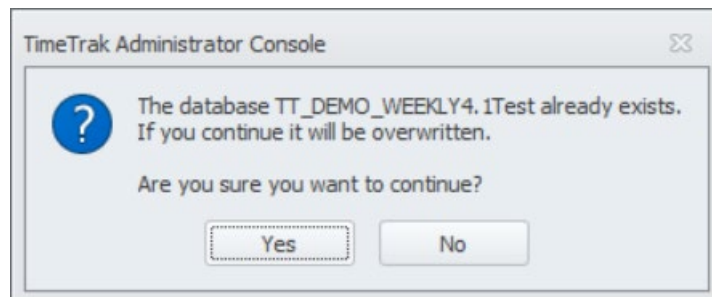 TimeTrak Administrator Console
The database TT_DEMO_WEEKLY4. 1Test already exists.
If you continue it will be overwritten.
Are you sure you want to continue?
Yes No